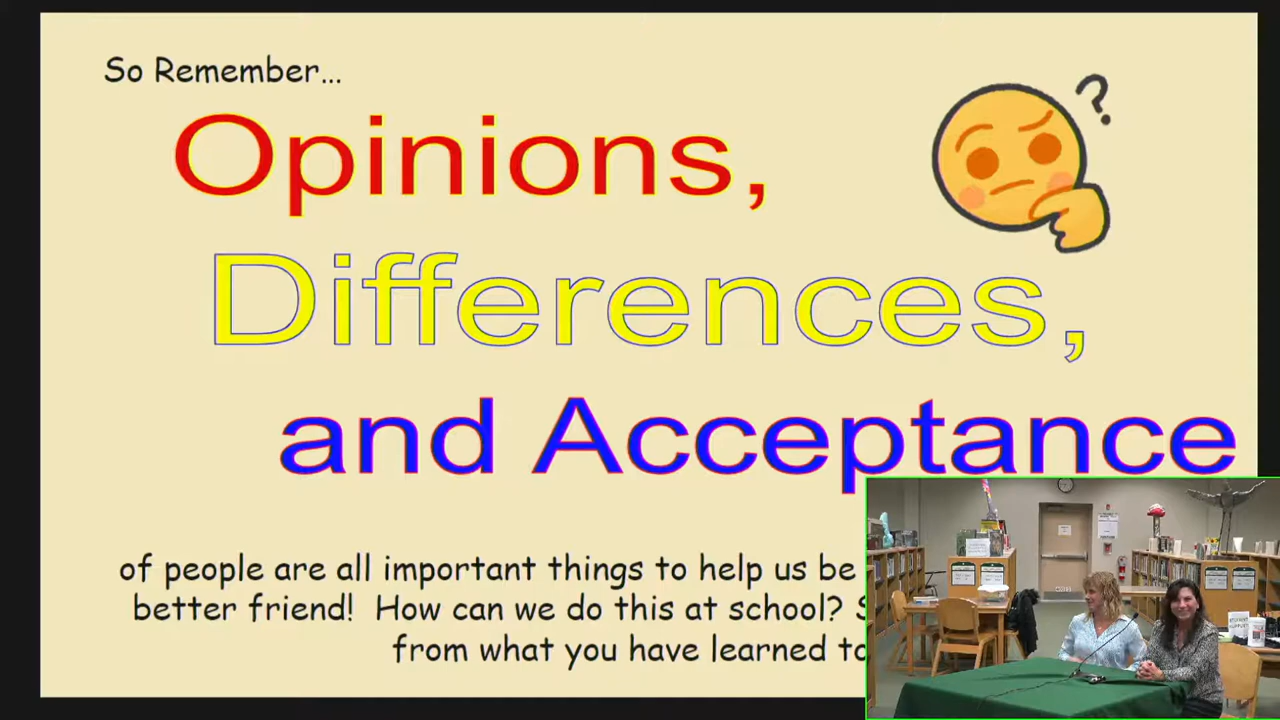 So Remember...
Opinions,
?
Differences,
and Acceptance
of people are all important things to help us be
better friend! How can we do this at school? S
from what you have learned to